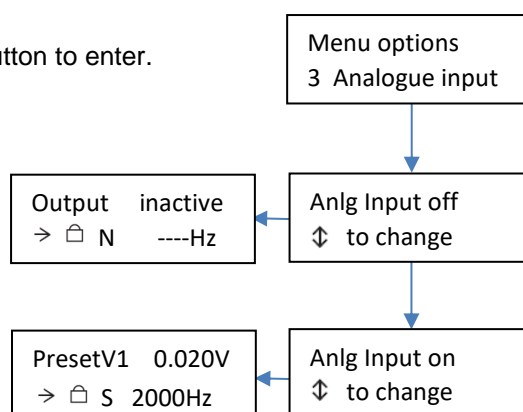 tton to enter.
Menu options
3 Analogue input
Output inactive
→ N ----Hz
Anlg Input off
⇕ to change
PresetV1 0.020V
→ S 2000Hz
Anlg Input on
⇕ to change